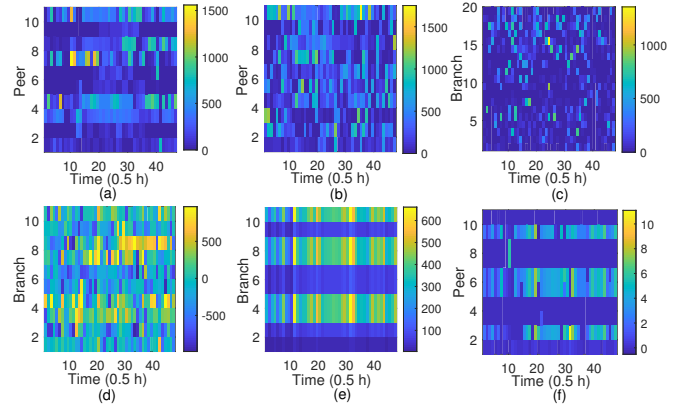 10
8
6
4
2
Peer
10 20 30 40
Time (0.5 h)
(a)
1500
1000
500
0
10
8
6
4
2
Peer
10 20 30 40
Time (0.5 h)
(b)
1500
1000
500
0
20
15
10
5
Branch
10 20 30 40
Time (0.5 h)
(c)
1000
500
0
10
8
6
4
2
Branch
10 20 30 40
Time (0.5 h)
(d)
500
0
-500
10
8
6
4
2
Branch
10 20 30 40
Time (0.5 h)
(e)
600
500
400
300
200
100
10
8
6
4
2
Peer
10 20 30 40
Time (0.5 h)
(f)
10
8
6
4
2
0